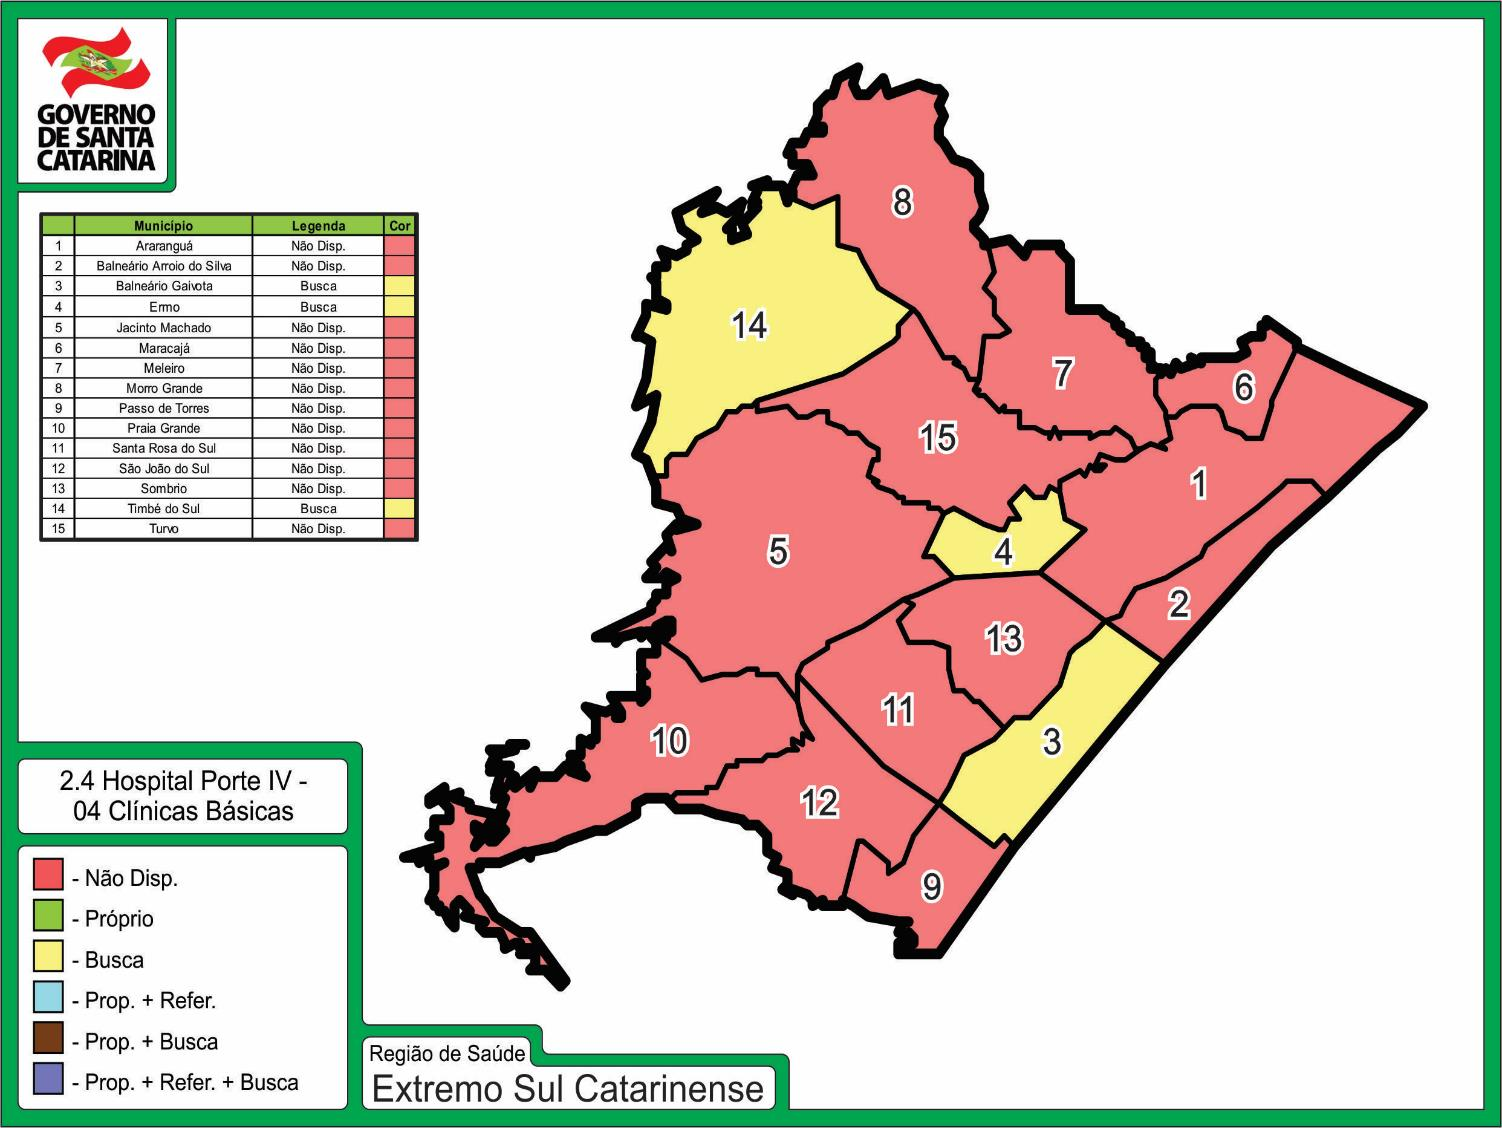 GOVERNO
DE SANTA
CATARINA
Município Legenda Cor
1 Araranguá Não Disp.
2 Balneário Arroio do Silva Não Disp.
3 Balneário Gaivota Busca
4 Ermo Busca
5 Jacinto Machado Não Disp.
6 Maracajá Não Disp.
7 Meleiro Não Disp.
8 Morro Grande Não Disp.
9 Passo de Torres Não Disp.
10 Praia Grande Não Disp.
11 Santa Rosa do Sul Não Disp.
12 São João do Sul Não Disp.
13 Sombrio Não Disp.
14 Timbé do Sul Busca
15 Turvo Não Disp.
8
14
7
6
15
1
5
4
2
13
11
3
10
12
9
2.4 Hospital Porte IV -
04 Clínicas Básicas
- Não Disp.
- Próprio
- Busca
- Prop. + Refer.
- Prop. + Busca
- Prop. + Refer. + Busca
Região de Saúde
Extremo Sul Catarinense